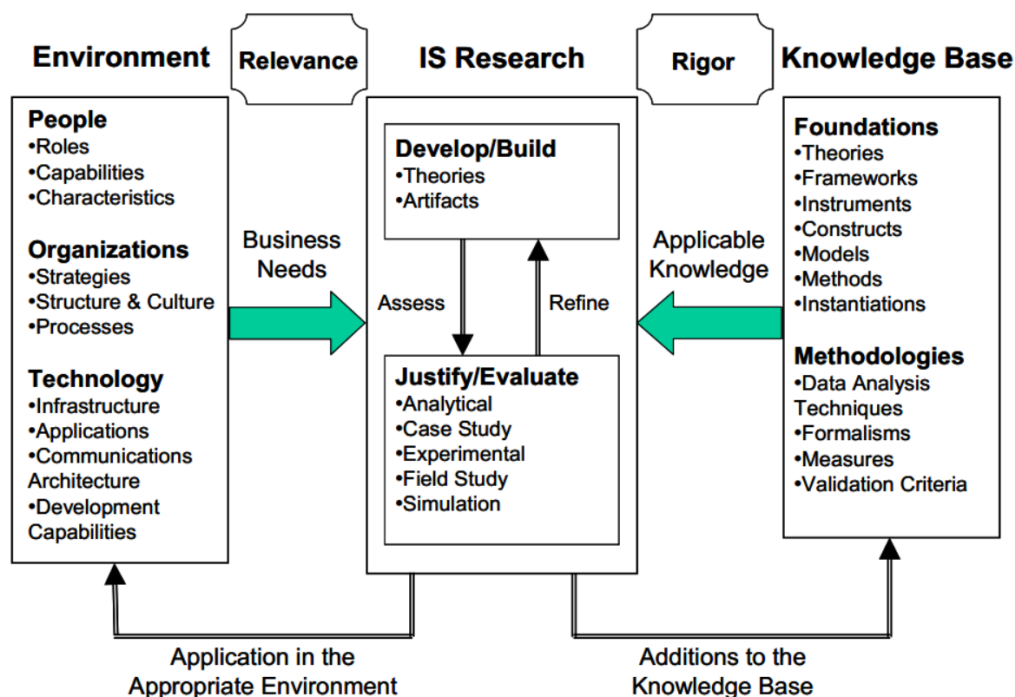 Environment
Relevance
IS Research
Rigor
Knowledge Base
People
•Roles
•Capabilities
•Characteristics
Organizations
•Strategies
•Structure & Culture
•Processes
Technology
•Infrastructure
•Applications
•Communications
Architecture
•Development
Capabilities
Business
Needs
Develop/Build
•Theories
•Artifacts
Assess
Refine
Justify/Evaluate
•Analytical
•Case Study
•Experimental
•Field Study
•Simulation
Applicable
Knowledge
Foundations
•Theories
•Frameworks
•Instruments
•Constructs
•Models
•Methods
•Instantiations
Methodologies
•Data Analysis
Techniques
•Formalisms
•Measures
•Validation Criteria
Application in the
Appropriate Environment
Additions to the
Knowledge Base